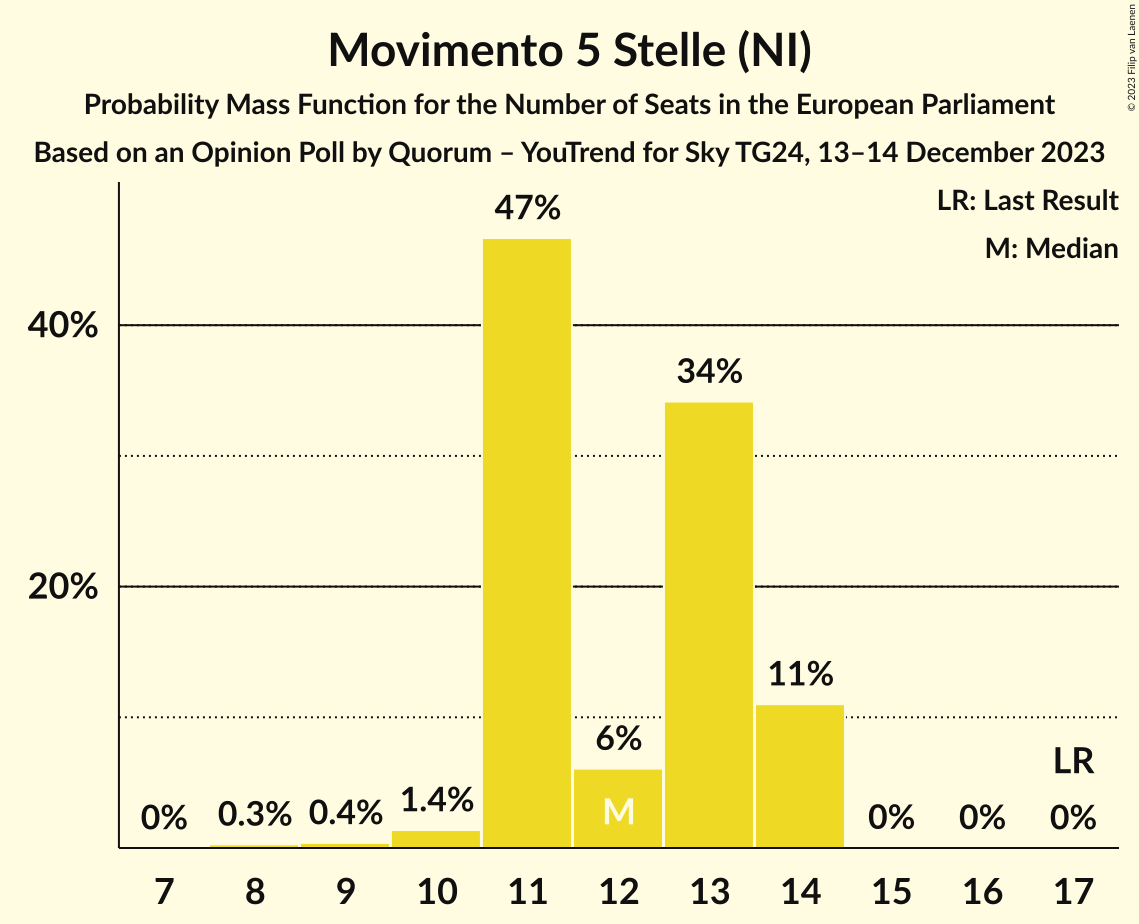 © 2023 Filip van Laenen
Movimento 5 Stelle (NI)
Probability Mass Function for the Number of Seats in the European Parliament
Based on an Opinion Poll by Quorum – YouTrend for Sky TG24, 13–14 December 2023
LR: Last Result
M: Median
47%
40%
34%
20%
11%
6%
LR
0% 0.3% 0.4% 1.4% M 0% 0% 0%
7 8 9 10 11 12 13 14 15 16 17